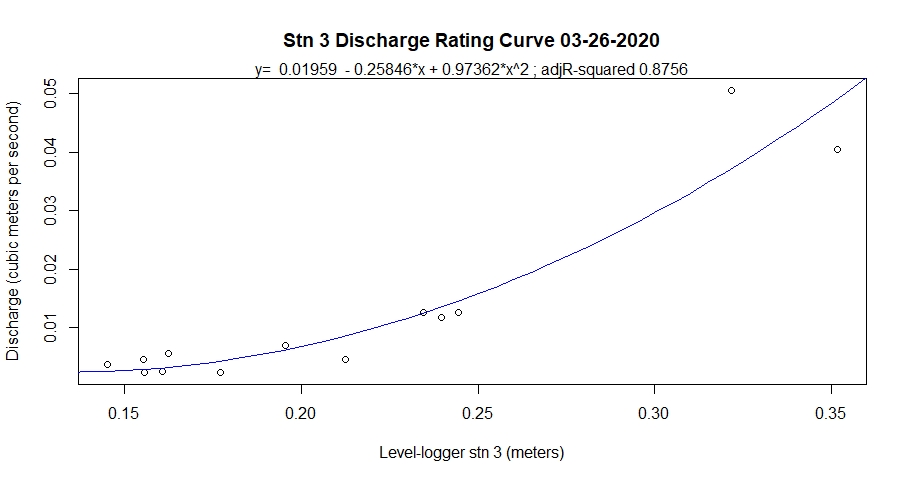 Stn 3 Discharge Rating Curve 03-26-2020
y=  0.01959  - 0.25846*x + 0.97362*x^2 ; adjR-squared 0.8756
Discharge (cubic meters per second)
0.05
0.04
0.03
0.02
0.01
0.15 0.20 0.25 0.30 0.35
Level-logger stn 3 (meters)